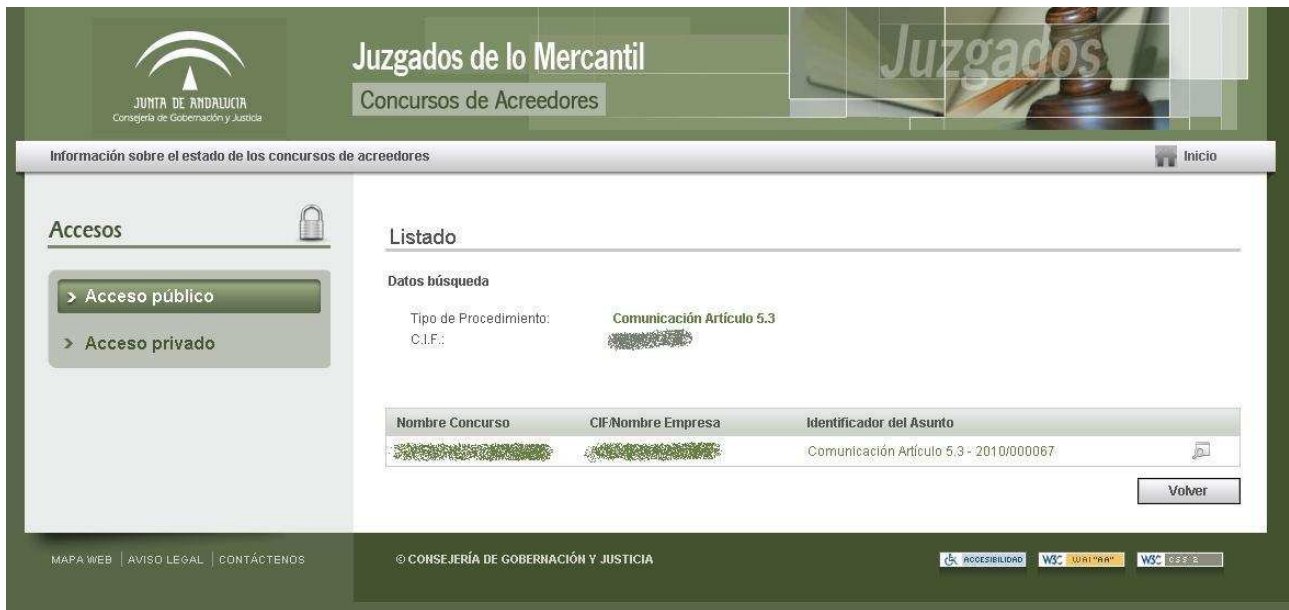 JUNTA DE ANDALUCIA
Consejería de Gobernación y Justicia
Juzgados de lo Mercantil
Concursos de Acreedores
Juzgados
Información sobre el estado de los concursos de acreedores
Inicio
Accesos
Acceso público
Acceso privado
Listado
Datos búsqueda
Tipo de Procedimiento: Comunicación Artículo 5.3
C.I.F.:
Nombre Concurso CIF/Nombre Empresa Identificador del Asunto
Comunicación Artículo 5.3 - 2010/000067
Volver
MAPA WEB | AVISO LEGAL | CONTÁCTENOS
© CONSEJERÍA DE GOBERNACIÓN Y JUSTICIA
ACCESIBILIDAD W3C WAI "AA" W3C CSS 2